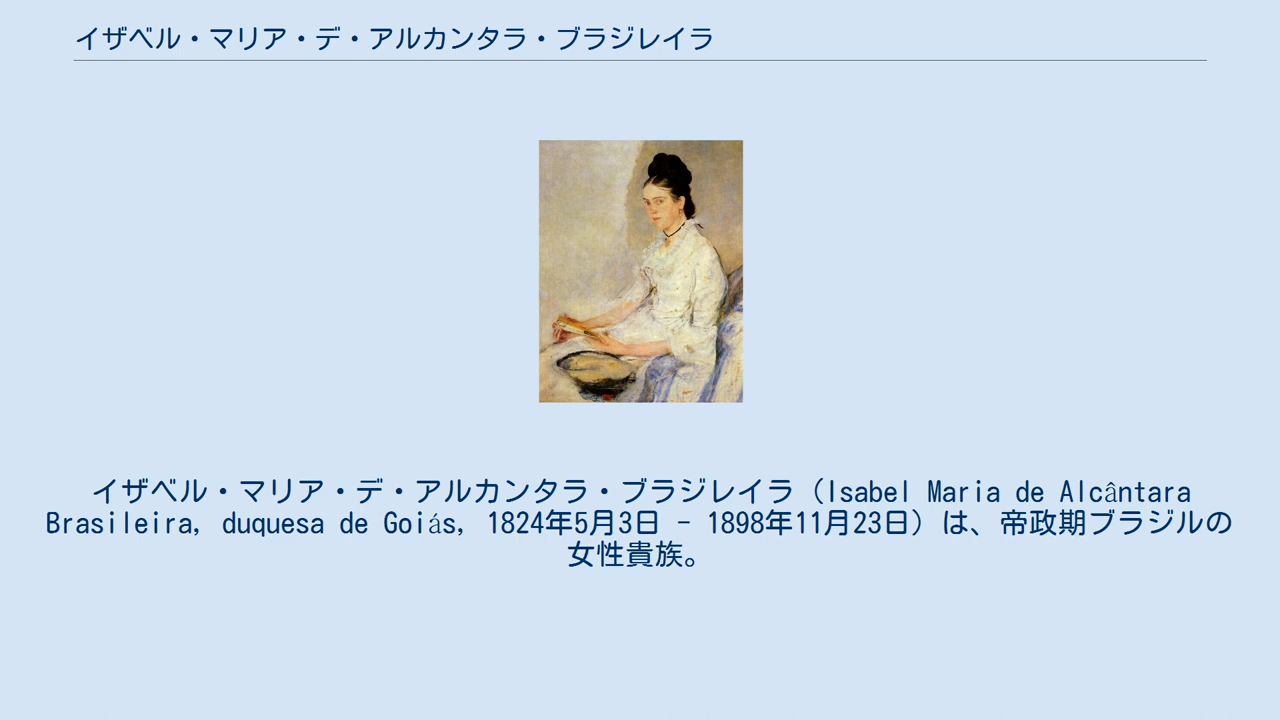 イザベル・マリア・デ・アルカンタラ・ブラジレイラ
イザベル・マリア・デ・アルカンタラ・ブラジレイラ（Isabel Maria de Alcântara
Brasileira, duquesa de Goiás, 1824年5月3日 - 1898年11月23日）は、帝政期ブラジルの
女性貴族。